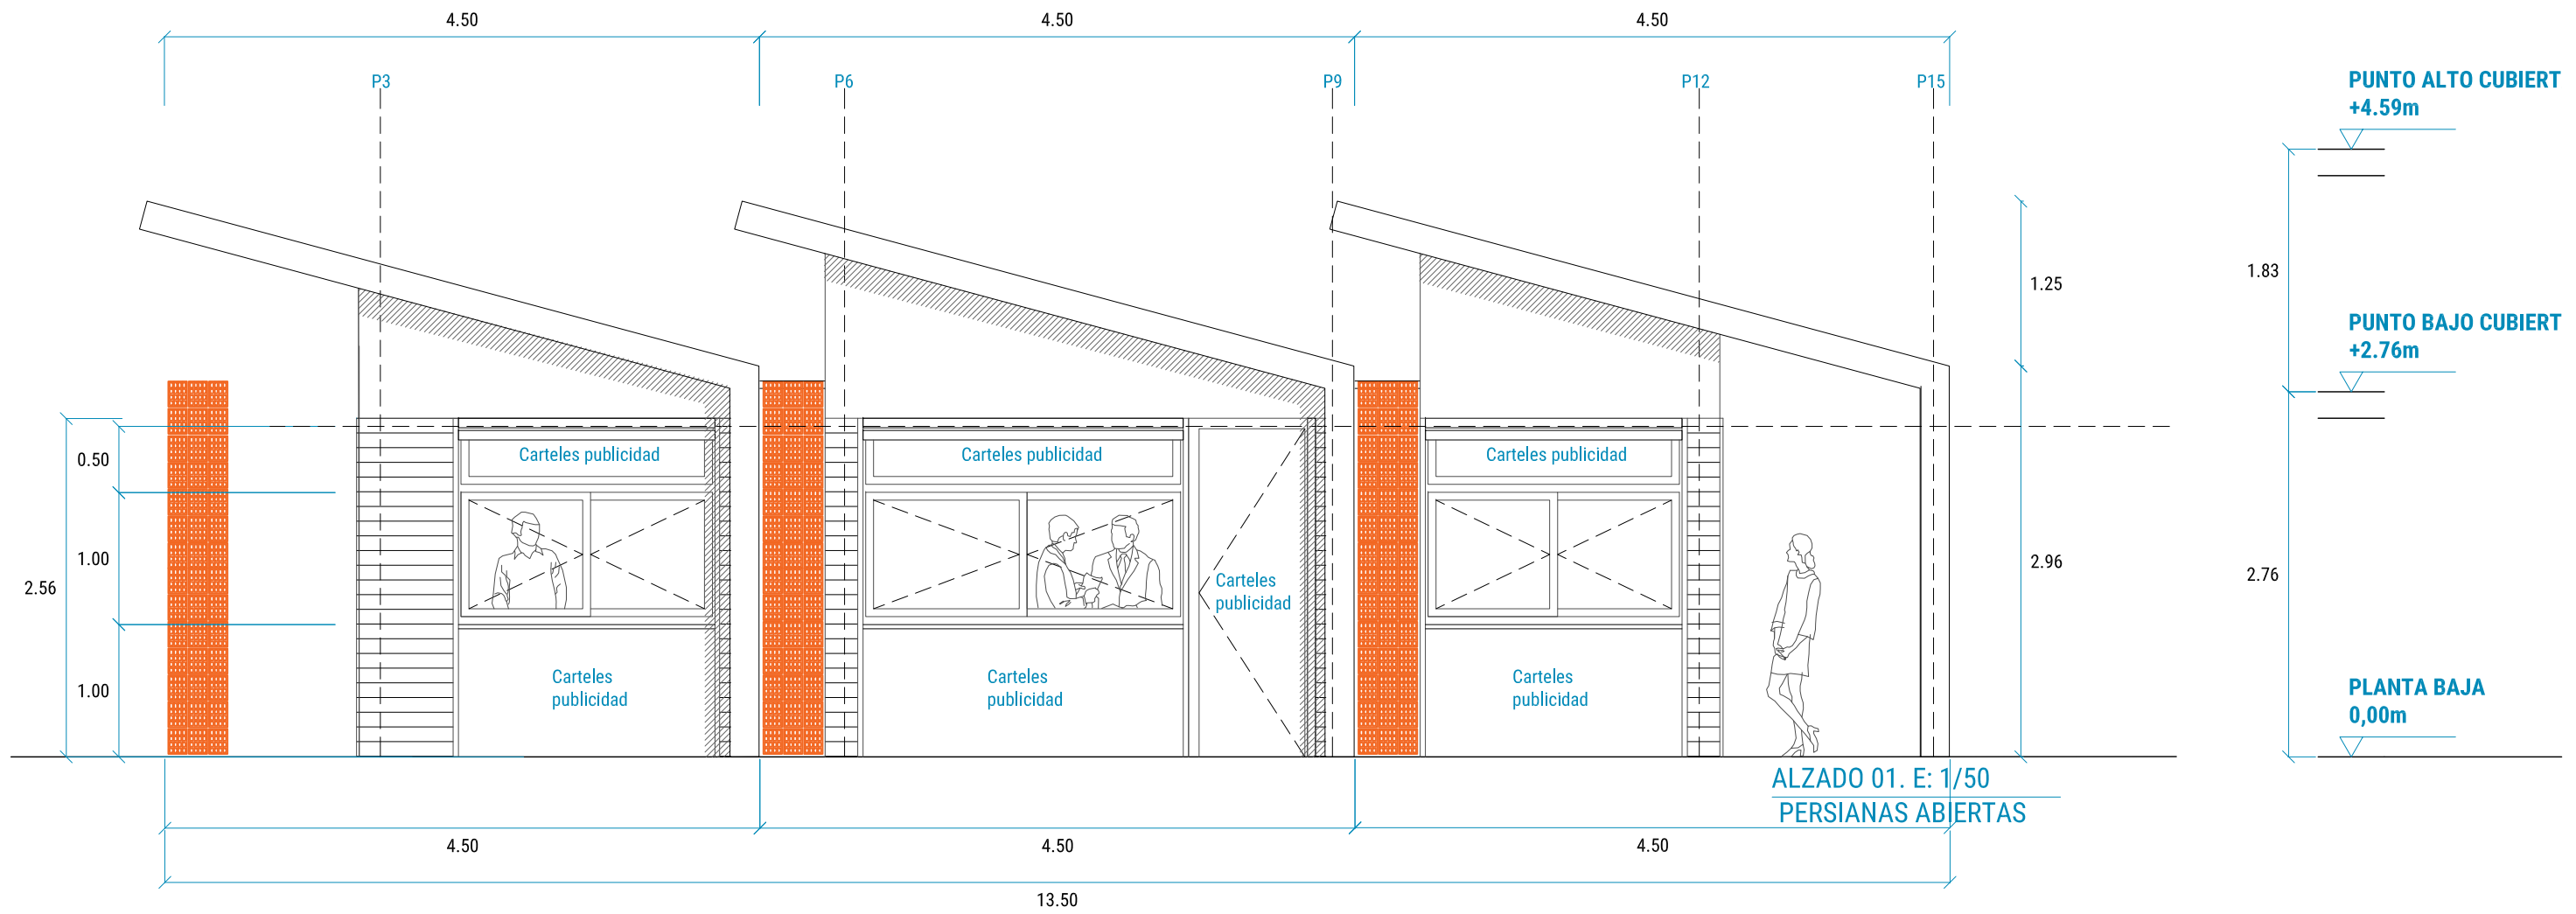 4.50 4.50 4.50
P3 P6 P9 P12 P15
PUNTO ALTO CUBIERT
+4.59m
1.83
1.25
PUNTO BAJO CUBIERT
+2.76m
0.50
Carteles publicidad Carteles publicidad Carteles publicidad
1.00
2.56
2.96
2.76
Carteles
publicidad
1.00
Carteles
publicidad
Carteles
publicidad
Carteles
publicidad
PLANTA BAJA
0,00m
ALZADO 01. E: 1/50
PERSIANAS ABIERTAS
4.50 4.50 4.50
13.50